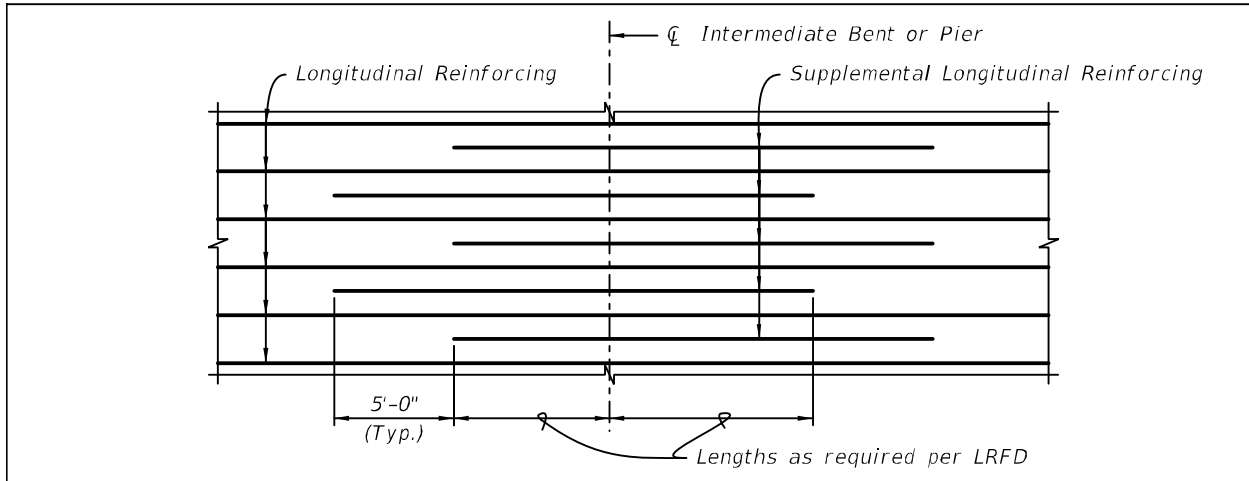 ℄ Intermediate Bent or Pier
Longitudinal Reinforcing
Supplemental Longitudinal Reinforcing
5'-0"
(Typ.)
Lengths as required per LRFD